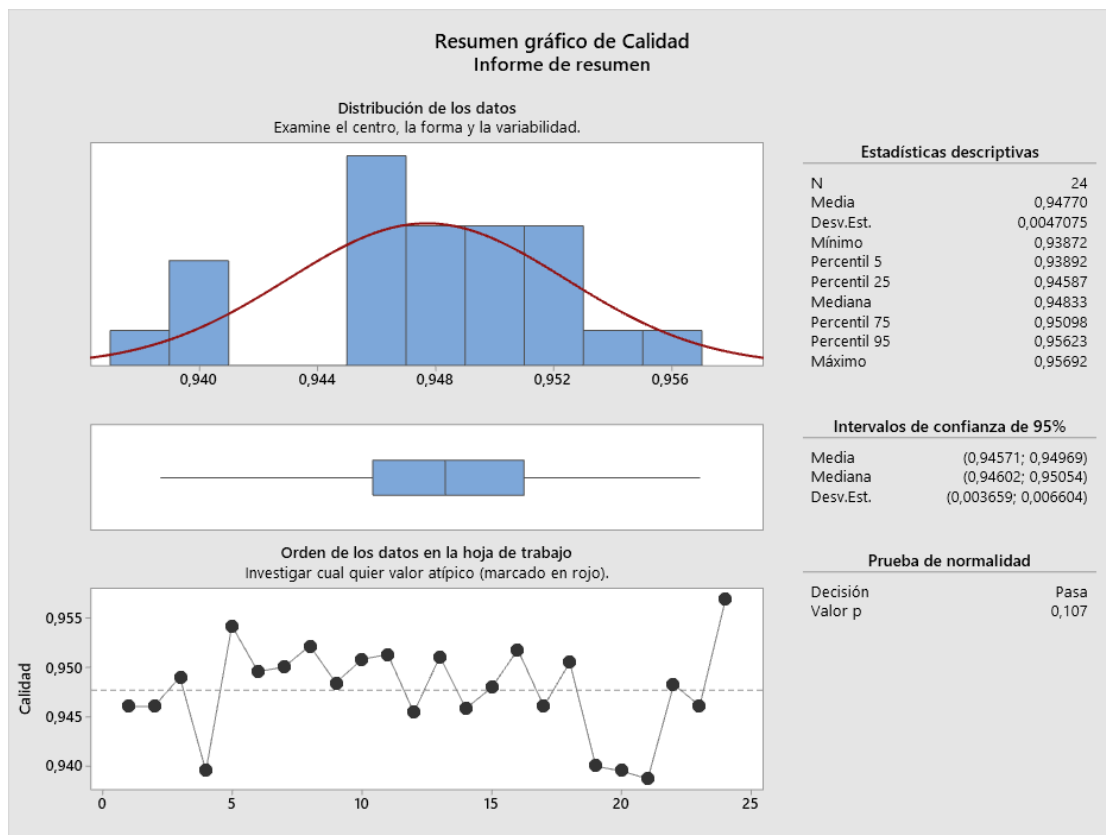 Resumen gráfico de Calidad
Informe de resumen
Distribución de los datos
Examine el centro, la forma y la variabilidad.
0,940 0,944 0,948 0,952 0,956
Estadísticas descriptivas
N 24
Media 0,94770
Desv.Est. 0,0047075
Mínimo 0,93872
Percentil 5 0,93892
Percentil 25 0,94587
Mediana 0,94833
Percentil 75 0,95098
Percentil 95 0,95623
Máximo 0,95692
Intervalos de confianza de 95%
Media (0,94571; 0,94969)
Mediana (0,94602; 0,95054)
Desv.Est. (0,003659; 0,006604)
Orden de los datos en la hoja de trabajo
Investigar cual quier valor atípico (marcado en rojo).
Calidad
0,955
0,950
0,945
0,940
0 5 10 15 20 25
Prueba de normalidad
Decisión Pasa
Valor p 0,107